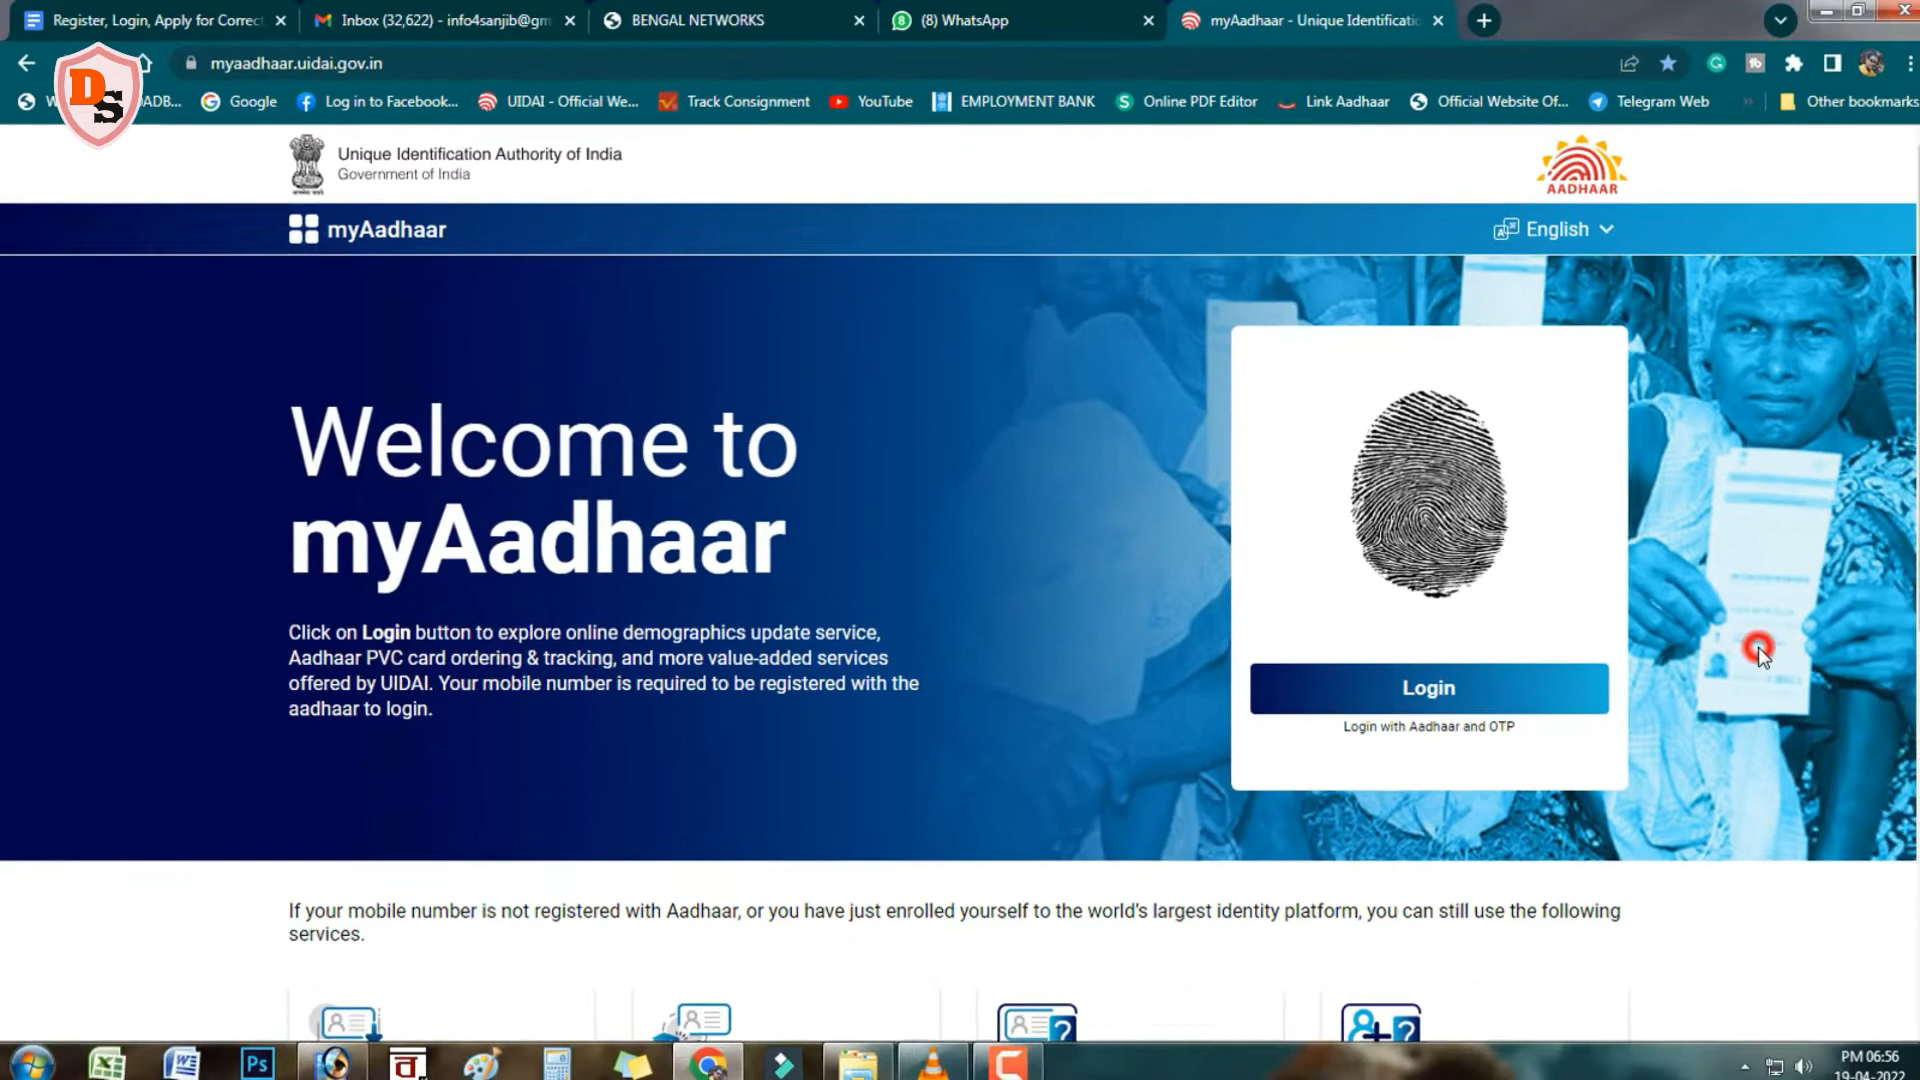 Register, Login, Apply for Correct
Inbox (32,622) - info4sanjib@gm
BENGAL NETWORKS
(8) WhatsApp
myAadhaar - Unique Identificatic
myaadhaar.uidai.gov.in
DS
Google
Log in to Facebook...
UIDAI - Official We...
Track Consignment
YouTube
EMPLOYMENT BANK
Online PDF Editor
Link Aadhaar
Official Website Of...
Telegram Web
Other bookmarks
Unique Identification Authority of India
Government of India
AADHAAR
myAadhaar
English
Welcome to
myAadhaar
Click on Login button to explore online demographics update service,
Aadhaar PVC card ordering & tracking, and more value-added services
offered by UIDAI. Your mobile number is required to be registered with the
aadhaar to login.
Login
Login with Aadhaar and OTP
If your mobile number is not registered with Aadhaar, or you have just enrolled yourself to the world's largest identity platform, you can still use the following
services.
Ps
PM 06:56
19-04-2022